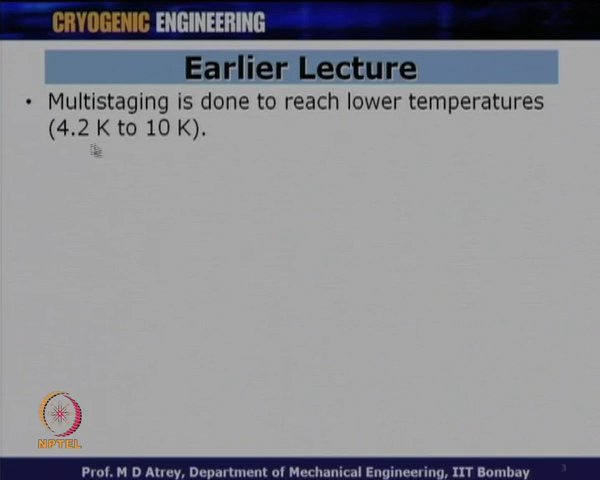 CRYOGENIC ENGINEERING
Earlier Lecture
• Multistaging is done to reach lower temperatures
(4.2 K to 10 K).
NPTEL
Prof. M D Atrey, Department of Mechanical Engineering, IIT Bombay
3